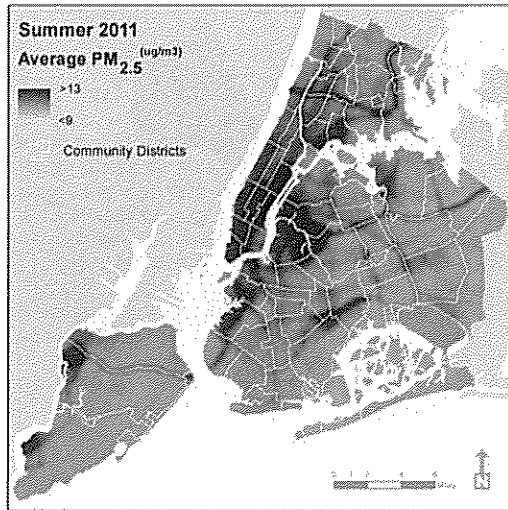 Summer 2011
Average PM2.5 (ug/m3)
>13
<9
Community Districts